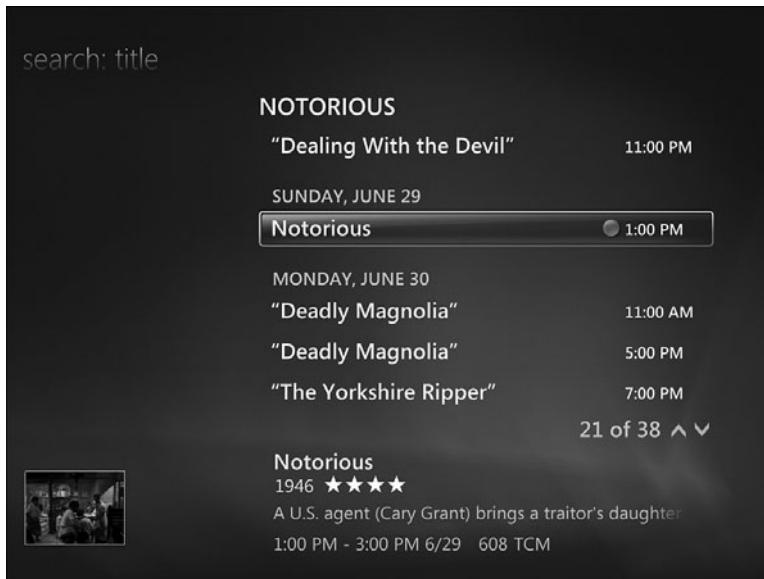 search: title
NOTORIOUS
“Dealing With the Devil” 11:00 PM
SUNDAY, JUNE 29
Notorious 1:00 PM
MONDAY, JUNE 30
“Deadly Magnolia” 11:00 AM
“Deadly Magnolia” 5:00 PM
“The Yorkshire Ripper” 7:00 PM
21 of 38
Notorious
1946 ★★★★
A U.S. agent (Cary Grant) brings a traitor's daughter
1:00 PM - 3:00 PM 6/29 608 TCM